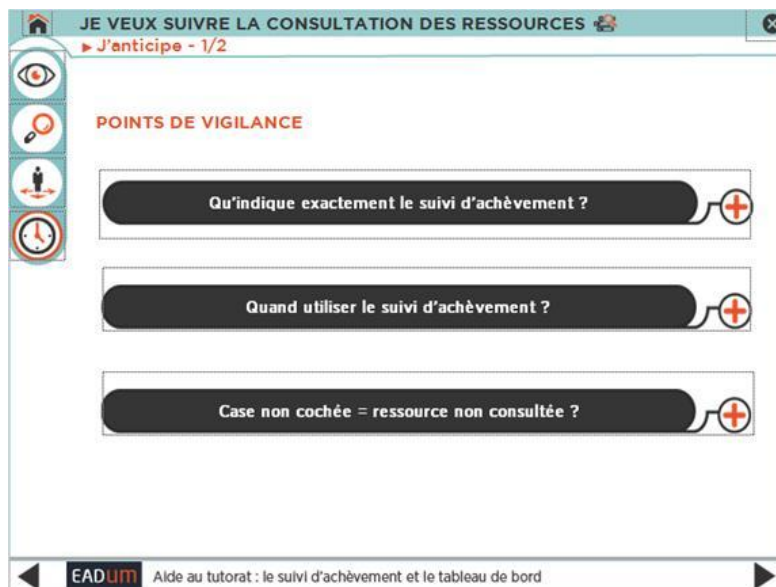 JE VEUX SUIVRE LA CONSULTATION DES RESSOURCES
► J'anticipe - 1/2
POINTS DE VIGILANCE
Qu'indique exactement le suivi d'achèvement ?
Quand utiliser le suivi d'achèvement ?
Case non cochée = ressource non consultée ?
EADum Aide au tutorat : le suivi d'achèvement et le tableau de bord